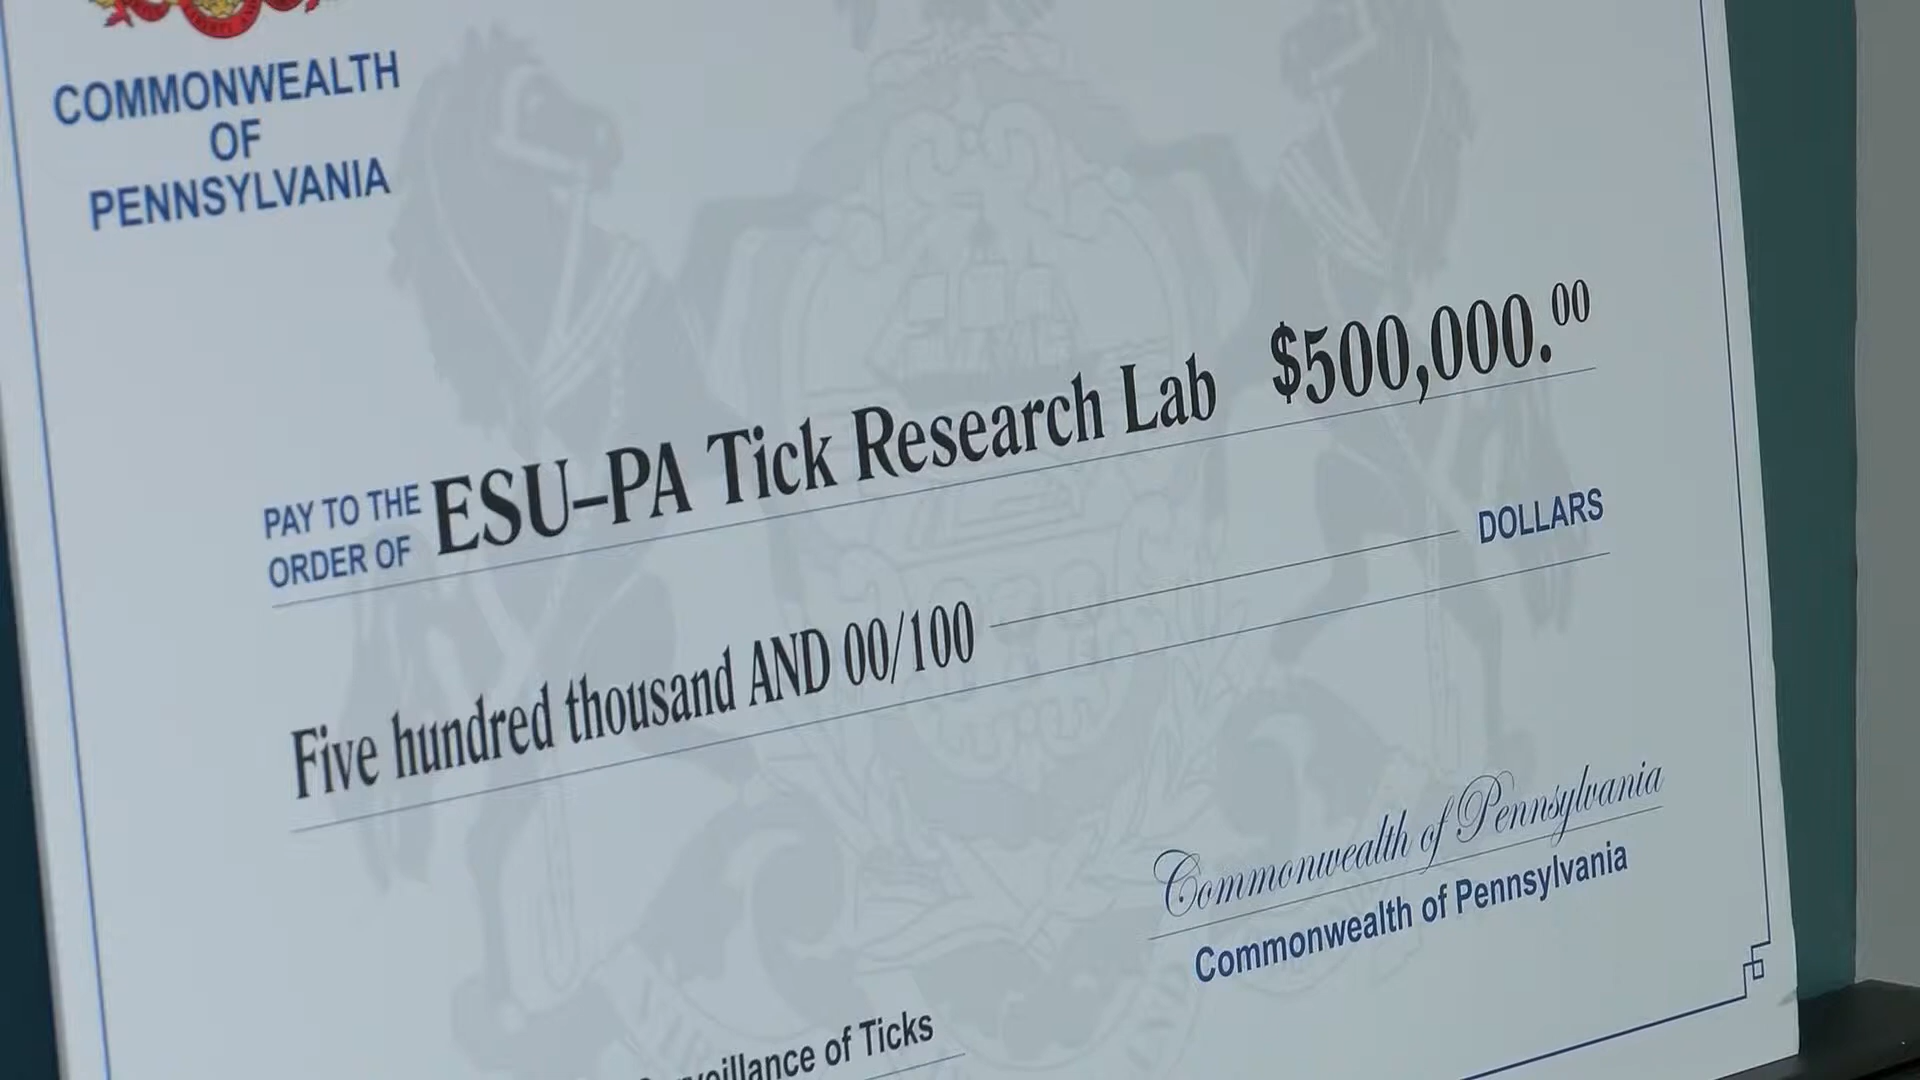 COMMONWEALTH
OF
PENNSYLVANIA
PAY TO THE
ORDER OF
ESU–PA Tick Research Lab $500,000.00
DOLLARS
Five hundred thousand AND 00/100
Commonwealth of Pennsylvania
Commonwealth of Pennsylvania
of Ticks